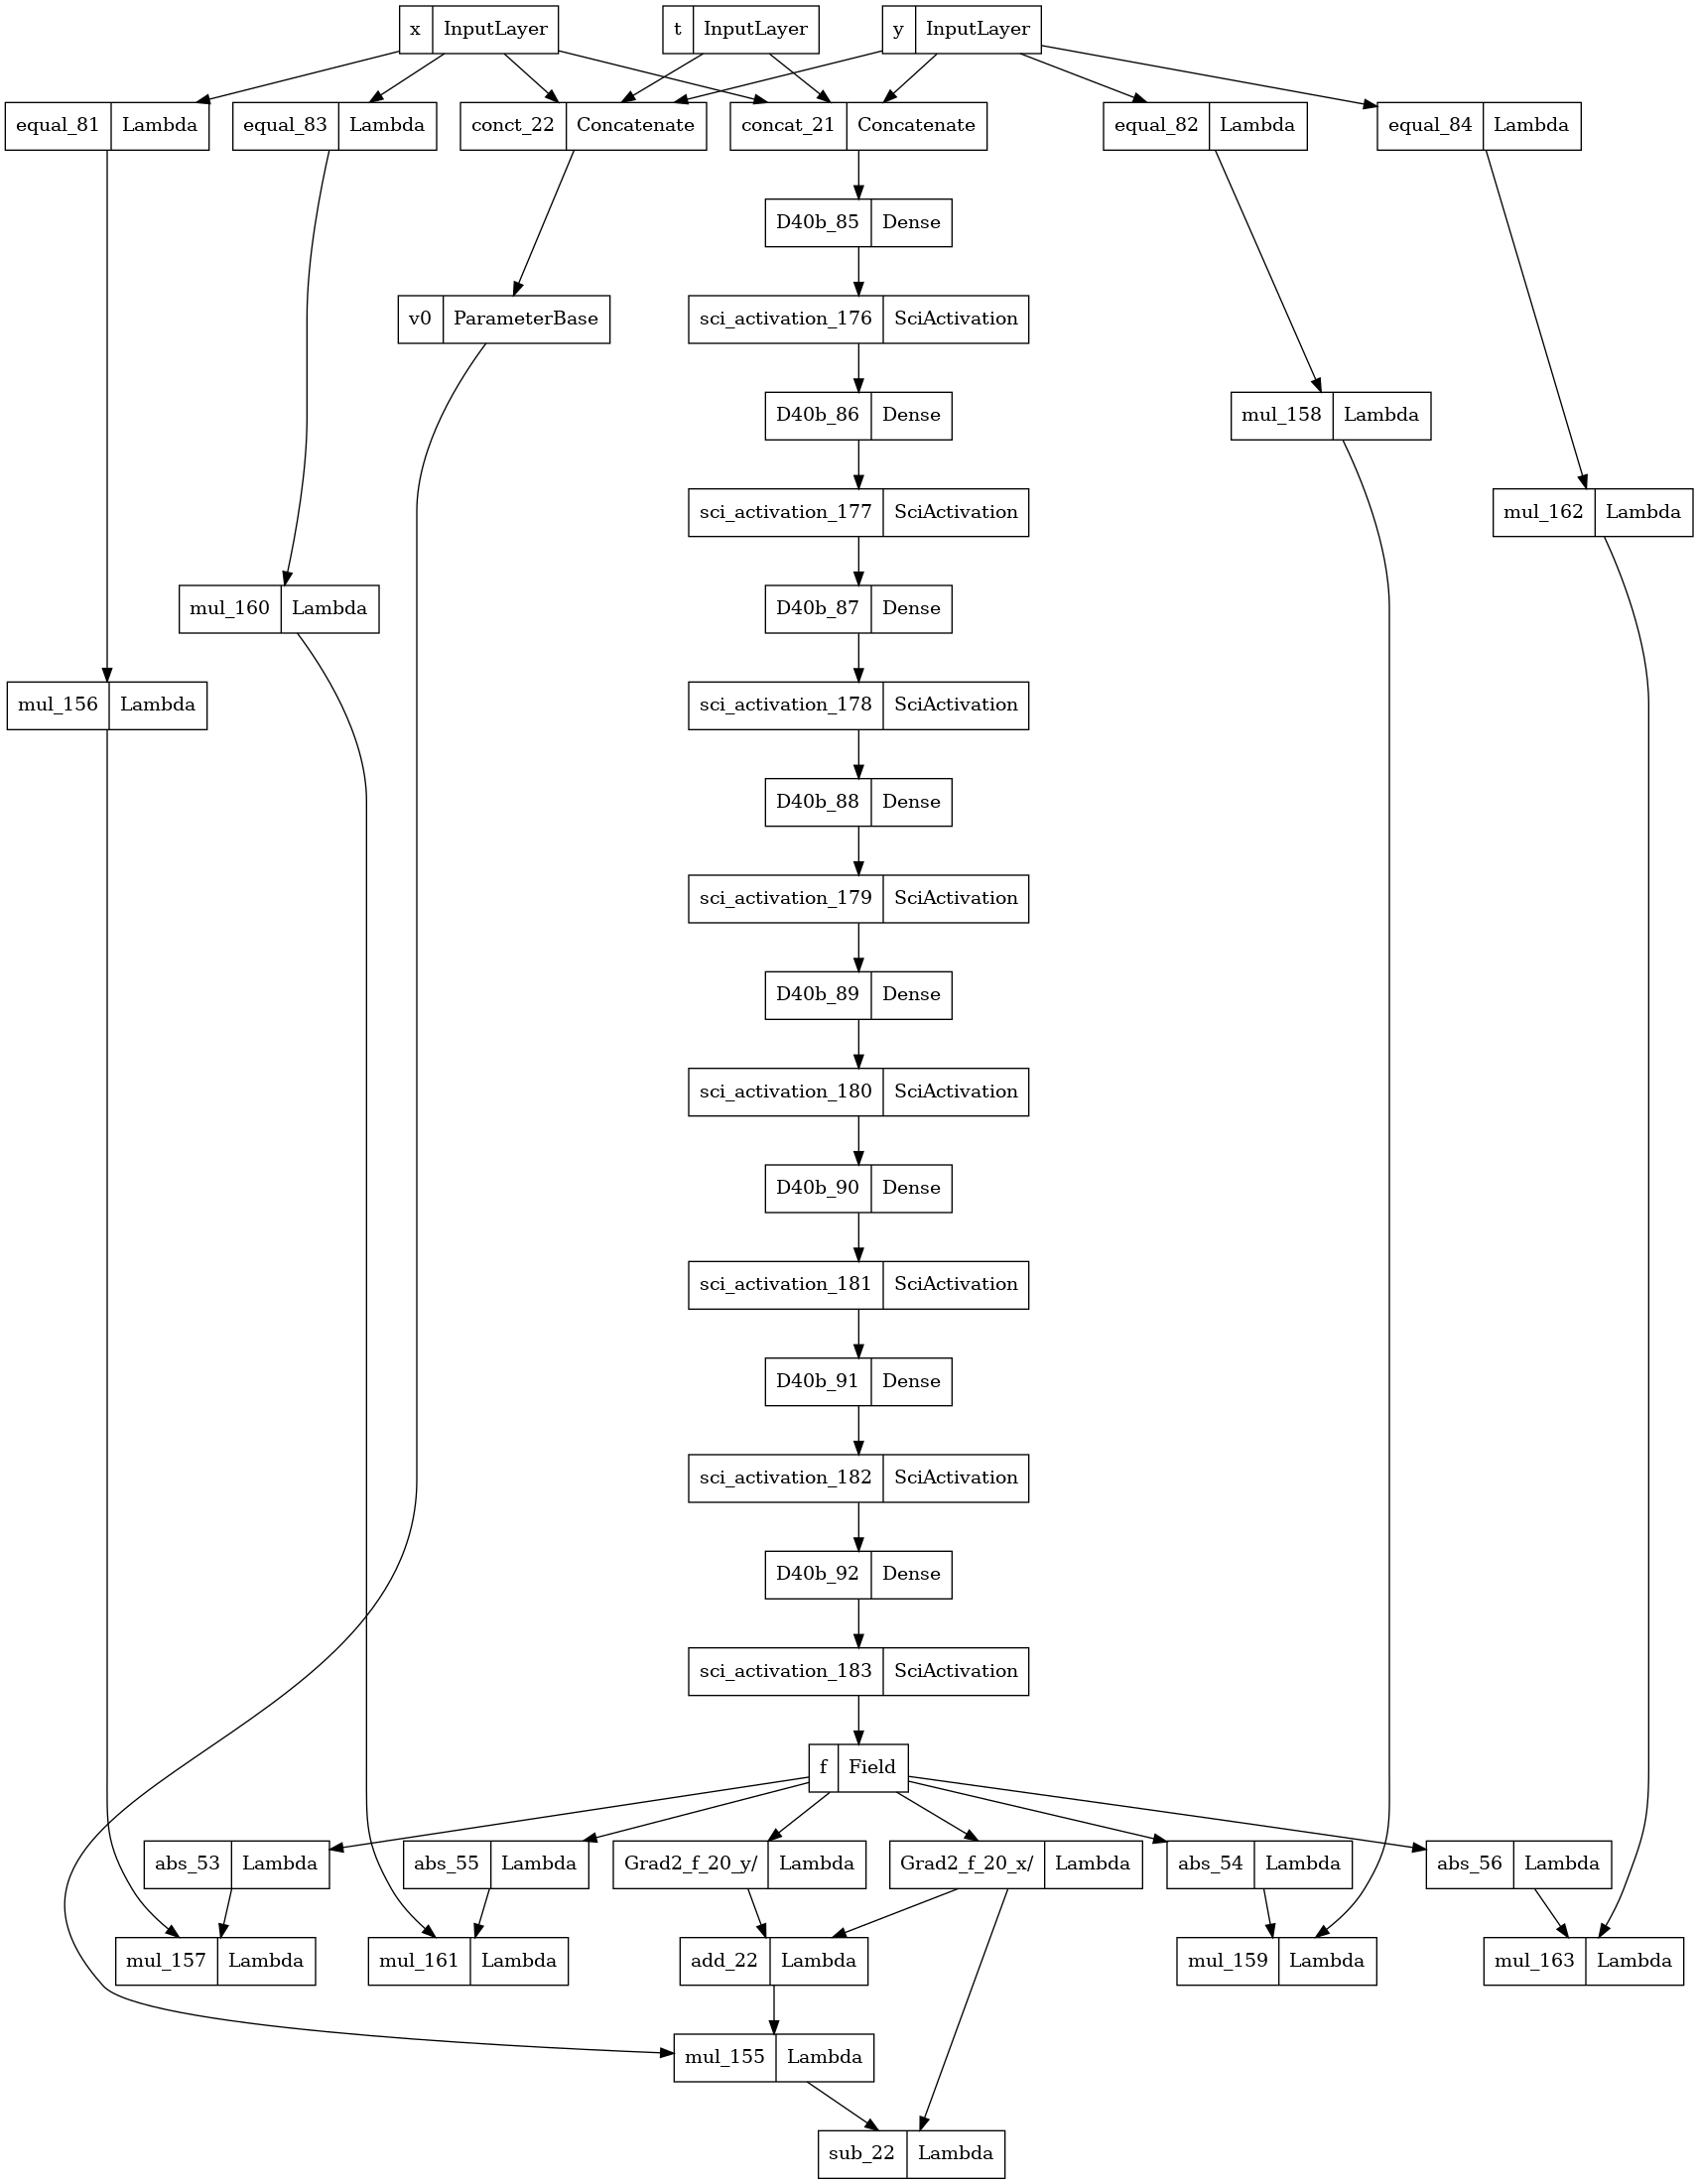 x InputLayer t InputLayer y InputLayer
equal_81 Lambda equal_83 Lambda conct_22 Concatenate concat_21 Concatenate equal_82 Lambda equal_84 Lambda
D40b_85 Dense
v0 ParameterBase sci_activation_176 SciActivation
D40b_86 Dense mul_158 Lambda
sci_activation_177 SciActivation mul_162 Lambda
mul_160 Lambda D40b_87 Dense
mul_156 Lambda sci_activation_178 SciActivation
D40b_88 Dense
sci_activation_179 SciActivation
D40b_89 Dense
sci_activation_180 SciActivation
D40b_90 Dense
sci_activation_181 SciActivation
D40b_91 Dense
sci_activation_182 SciActivation
D40b_92 Dense
sci_activation_183 SciActivation
f Field
abs_53 Lambda abs_55 Lambda Grad2_f_20_y/ Lambda Grad2_f_20_x/ Lambda abs_54 Lambda abs_56 Lambda
mul_157 Lambda mul_161 Lambda add_22 Lambda mul_159 Lambda mul_163 Lambda
mul_155 Lambda
sub_22 Lambda